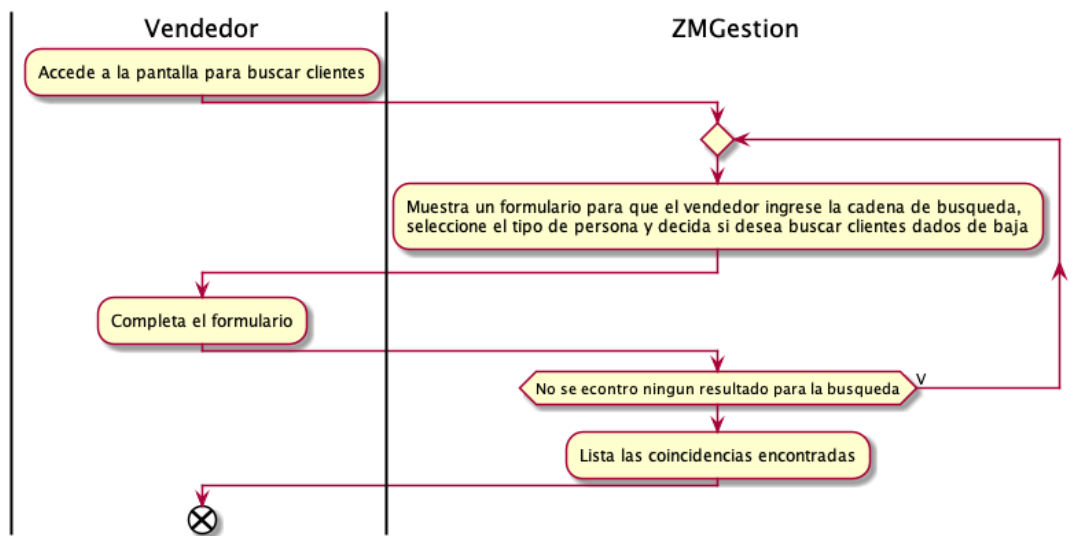 Vendedor
ZMGestion
Accede a la pantalla para buscar clientes
Muestra un formulario para que el vendedor ingrese la cadena de busqueda,
seleccione el tipo de persona y decida si desea buscar clientes dados de baja
Completa el formulario
No se econtro ningun resultado para la busqueda
V
Lista las coincidencias encontradas